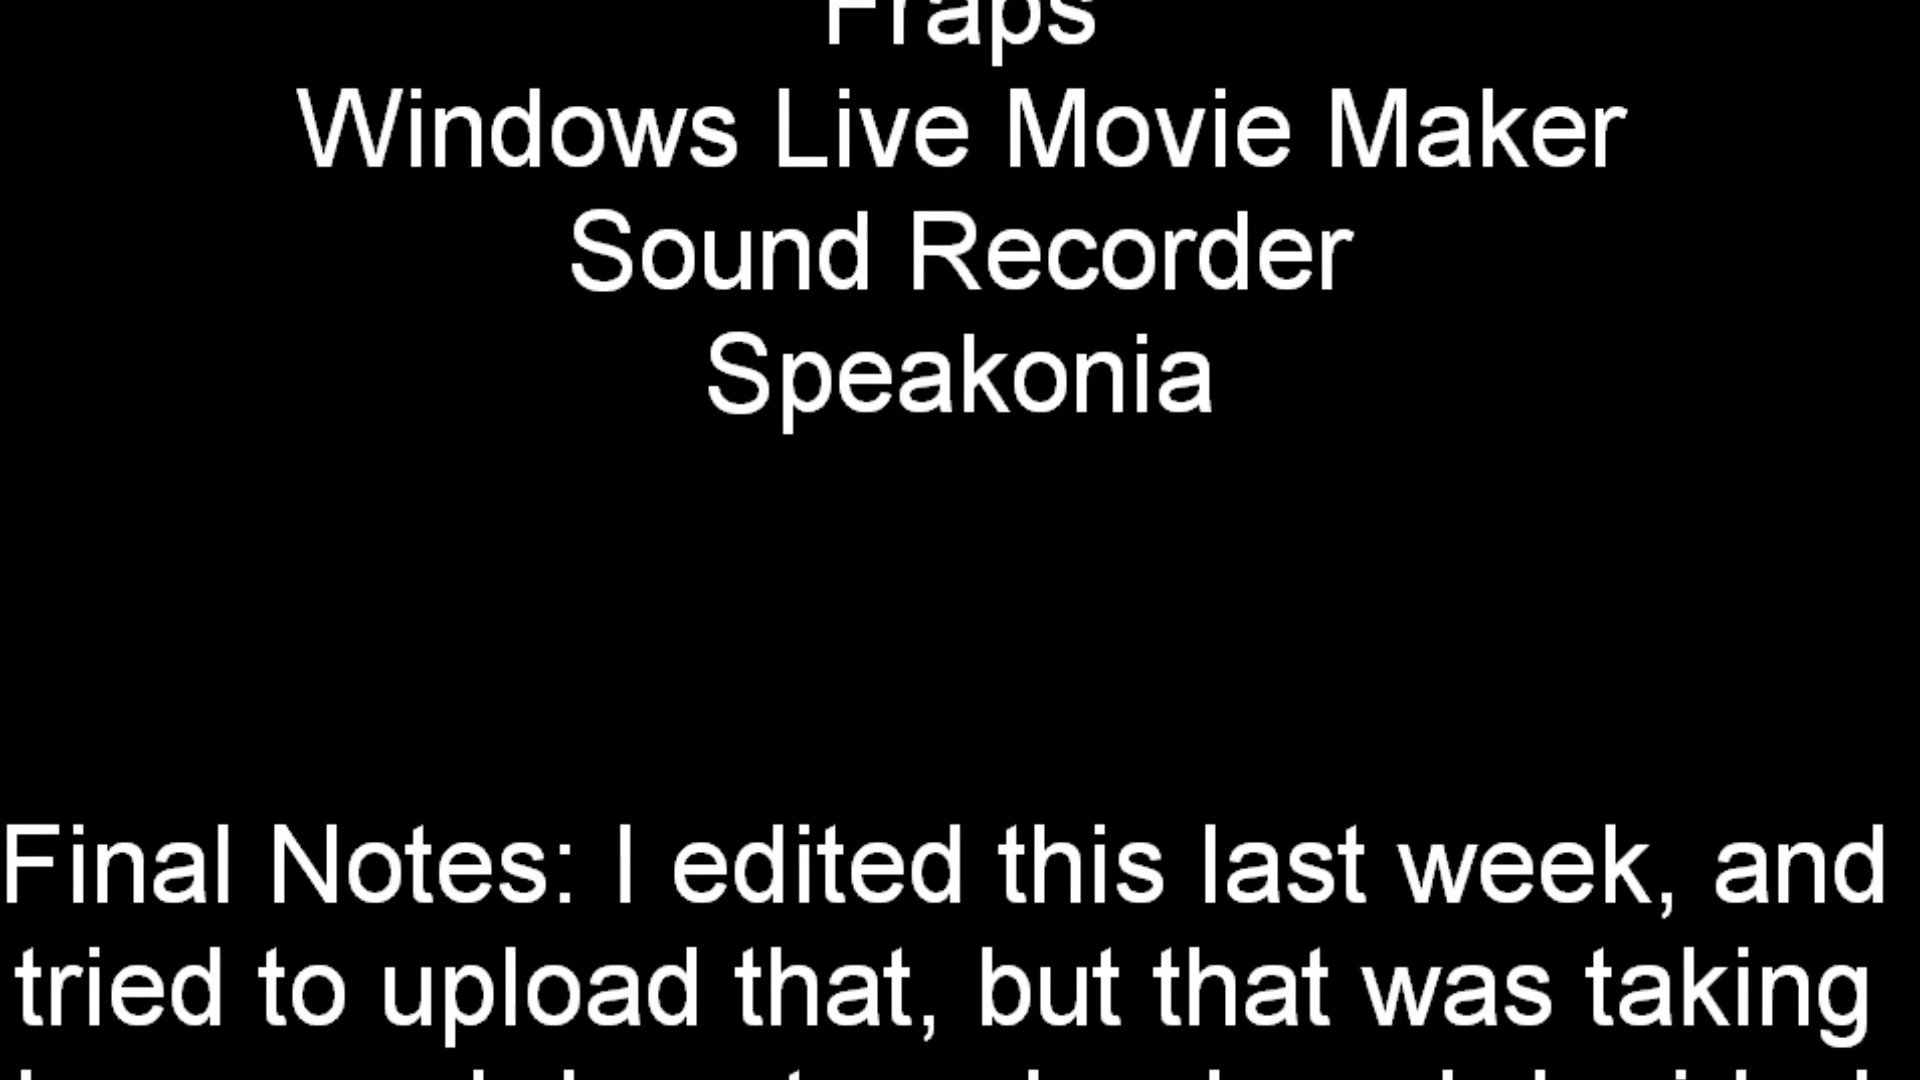 Fraps
Windows Live Movie Maker
Sound Recorder
Speakonia
Final Notes: I edited this last week, and
tried to upload that, but that was taking